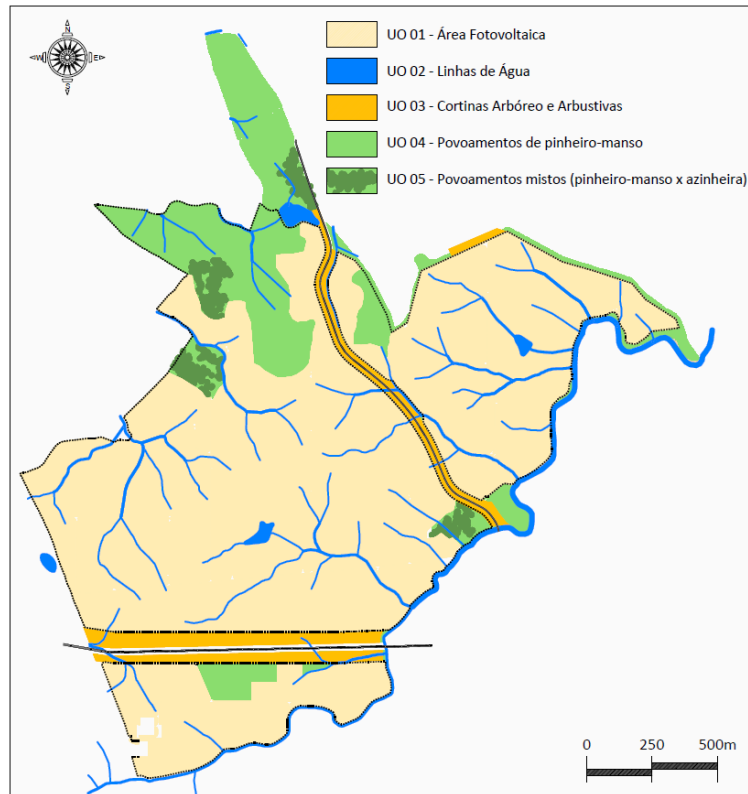 N
W
E
S
UO 01 - Área Fotovoltaica
UO 02 - Linhas de Água
UO 03 - Cortinas Arbóreo e Arbustivas
UO 04 - Povoamentos de pinheiro-manso
UO 05 - Povoamentos mistos (pinheiro-manso x azinheira)
0 250 500m